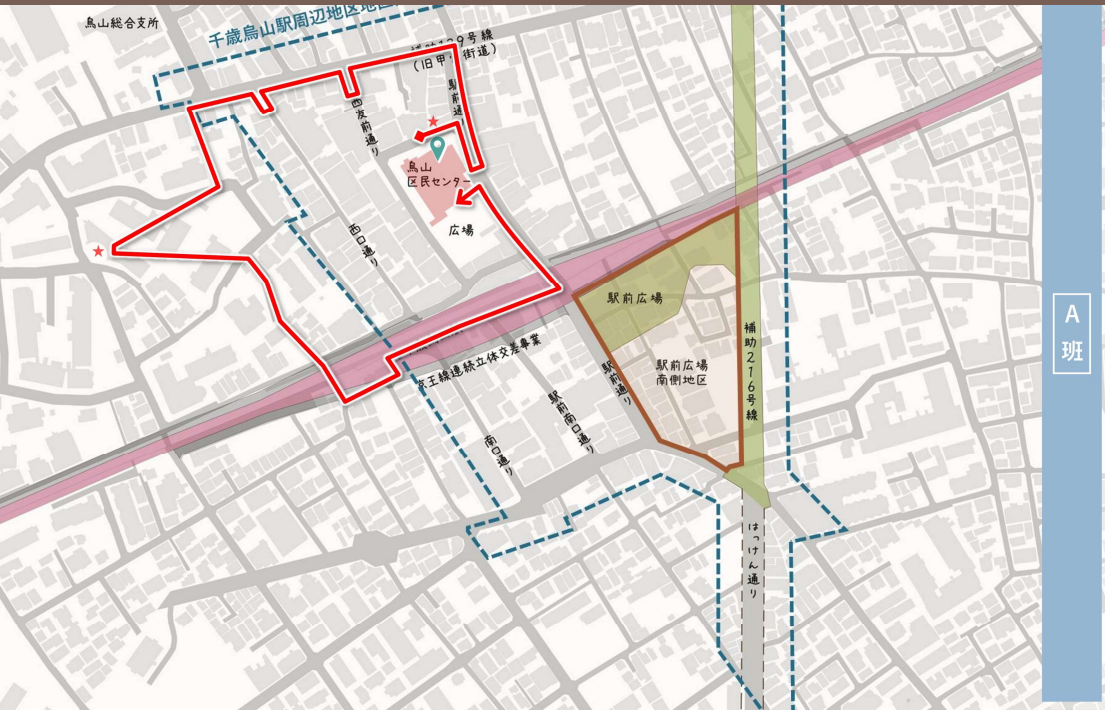 烏山総合支所
千歳烏山駅周辺地区地区
号線
(旧甲州街道)
駅前通り
西友前通り
烏山
区民センター
広場
西口通り
駅前広場
駅前広場
南側地区
補助216号線
京王線連続立体交差事業
駅前通り
駅前南口通り
南口通り
はっけん通り
A
班